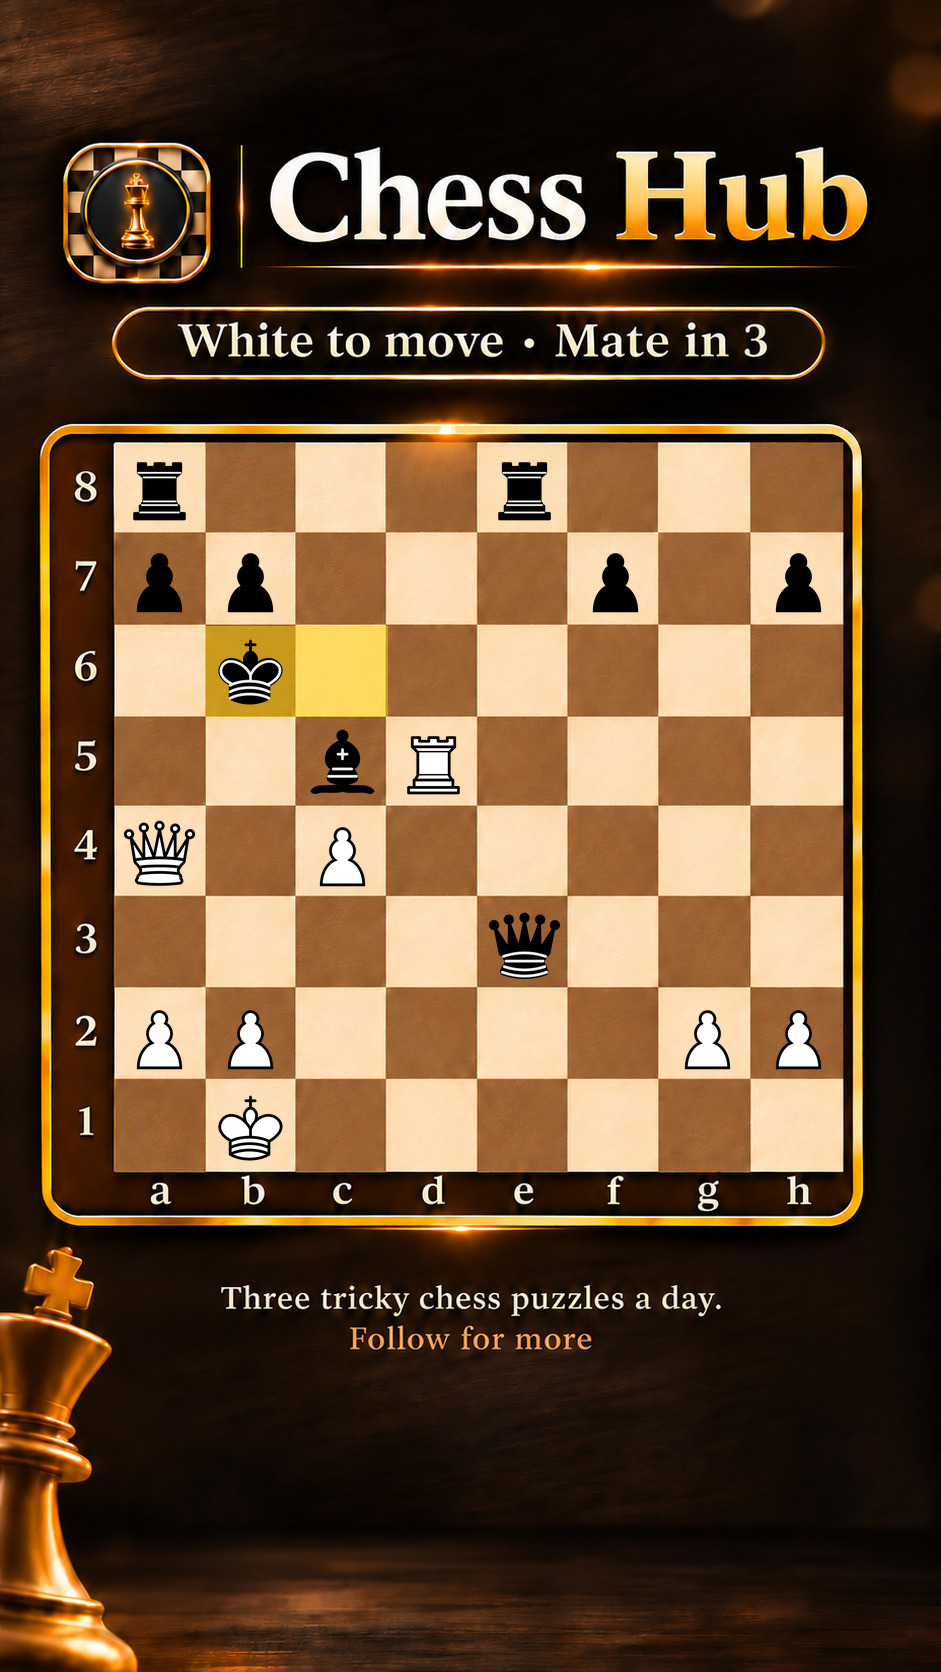 Chess Hub
White to move • Mate in 3
8
7
6
5
4
3
2
1
a b c d e f g h
Three tricky chess puzzles a day.
Follow for more